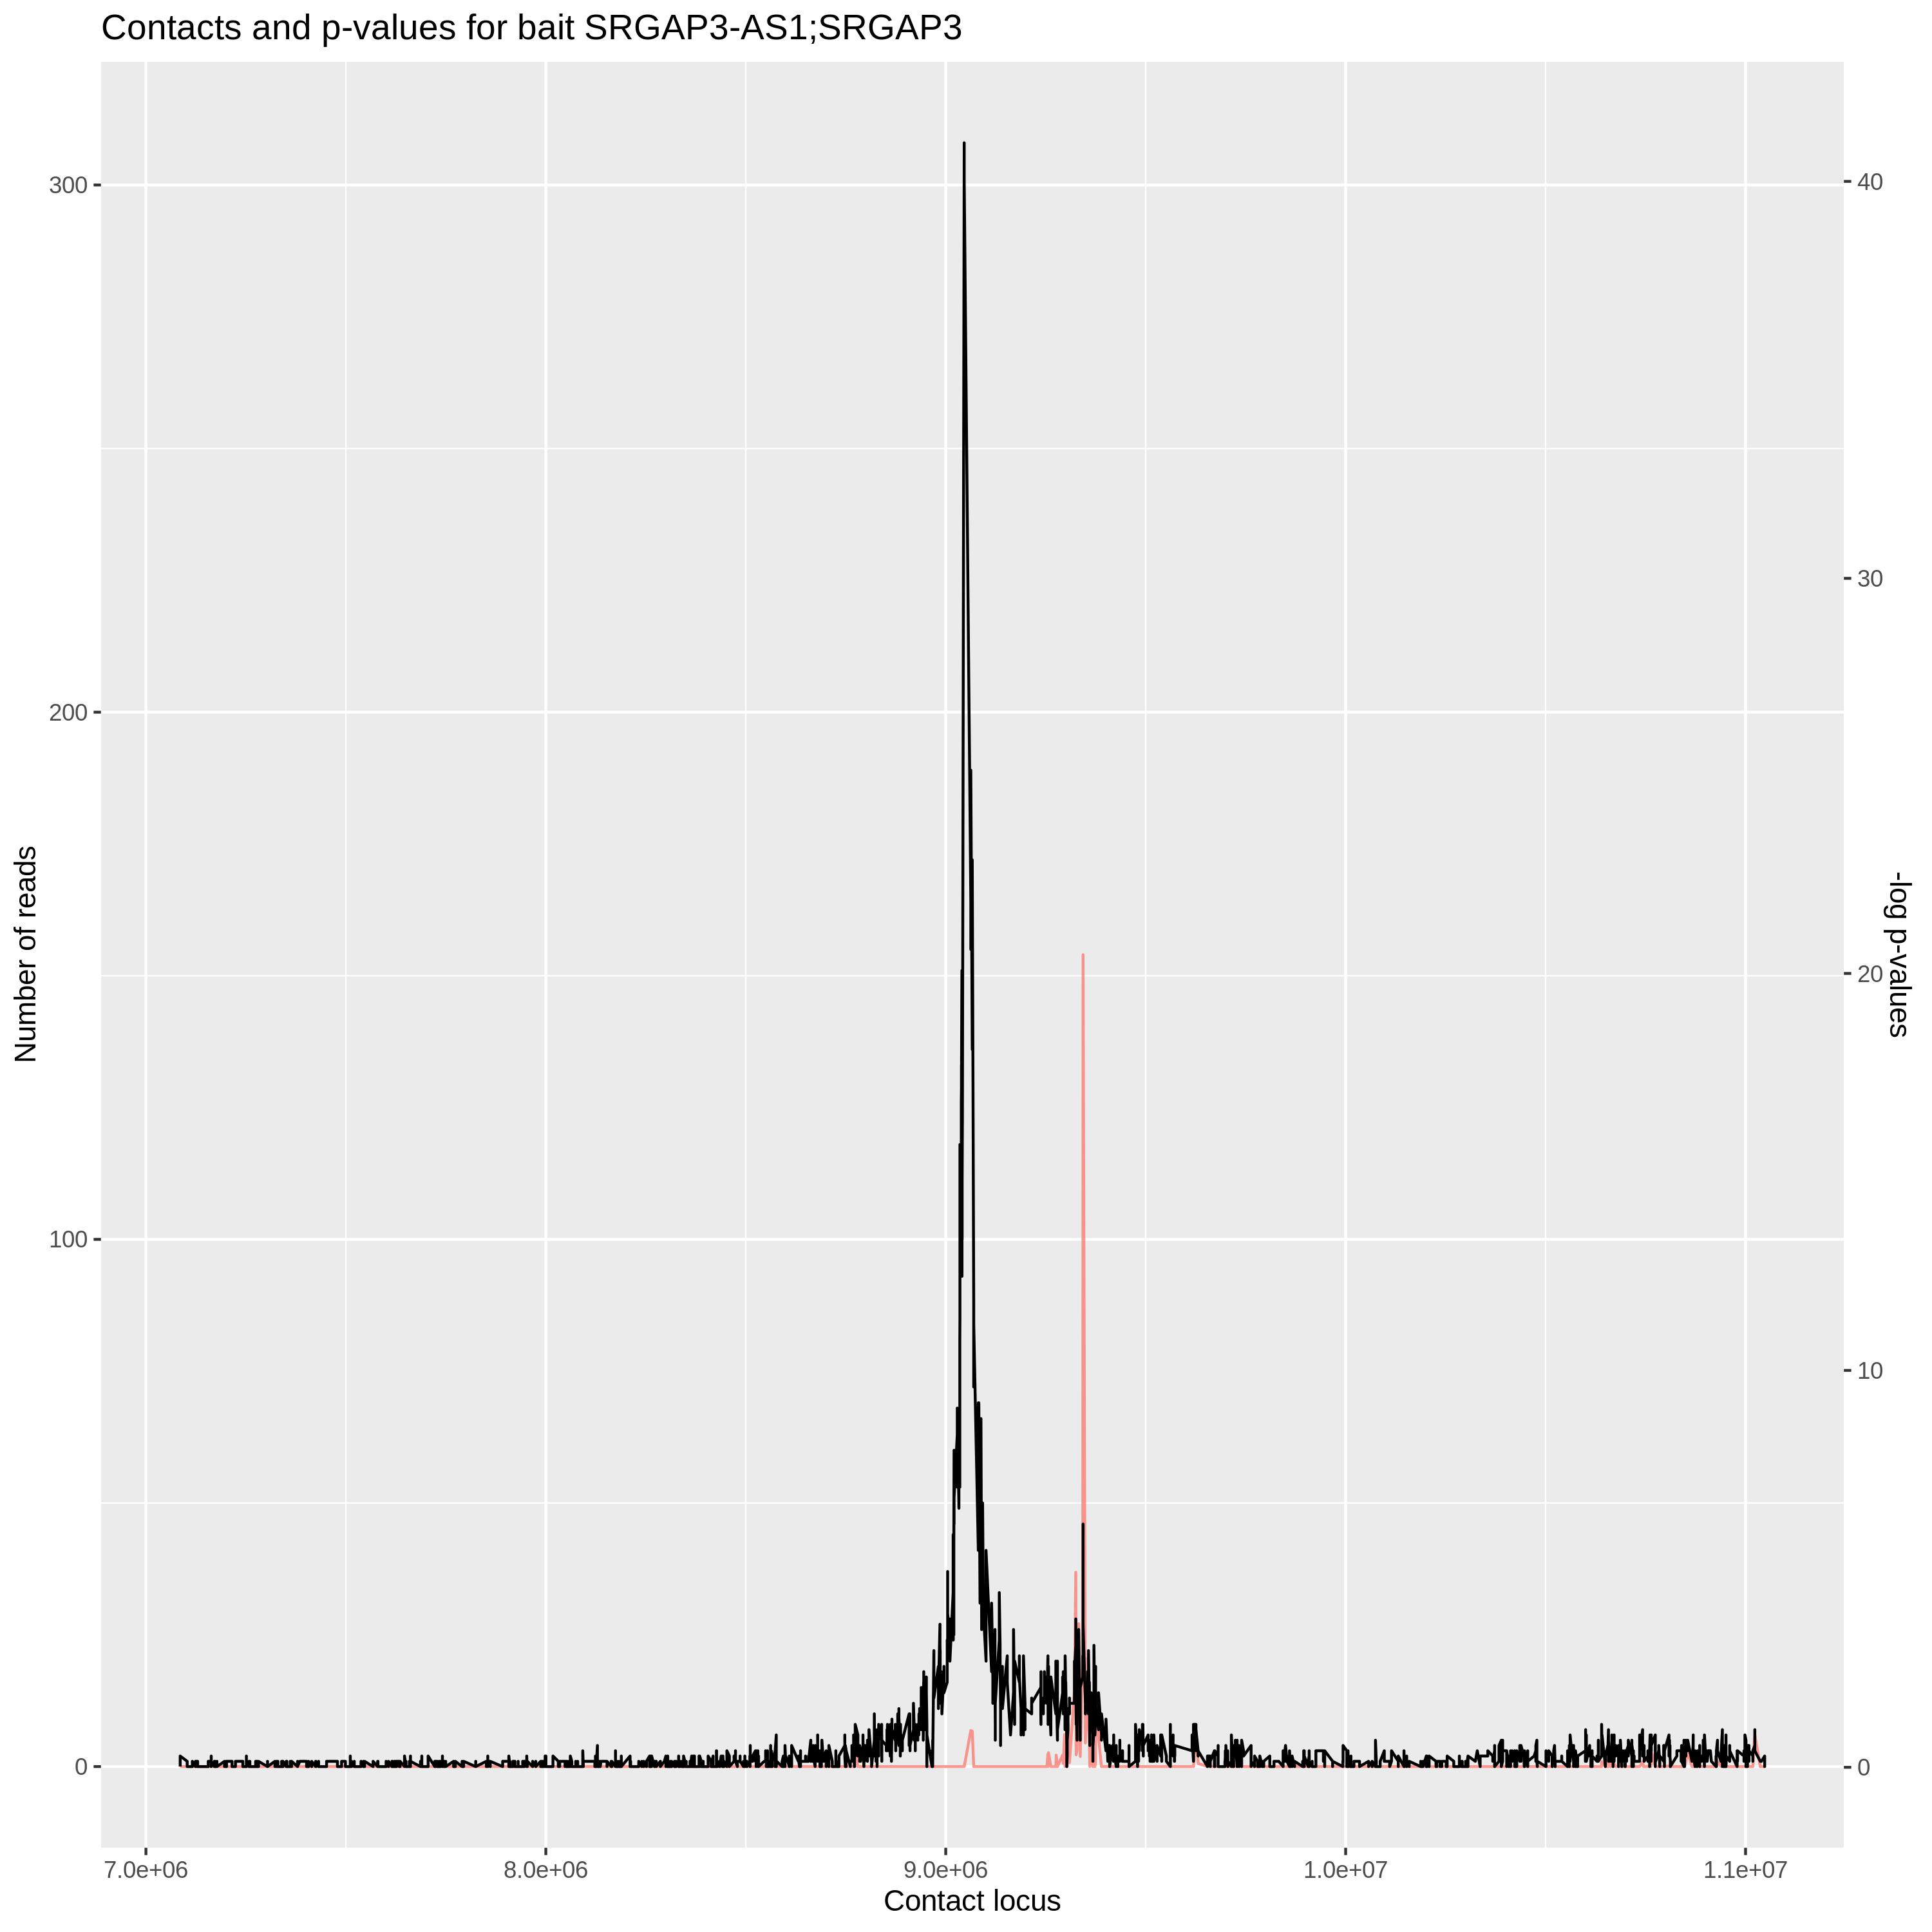 Contacts and p-values for bait SRGAP3-AS1;SRGAP3
300
200
100
0
Number of reads
40
30
20
10
0
-log p-values
7.0e+06
8.0e+06
9.0e+06
1.0e+07
1.1e+07
Contact locus